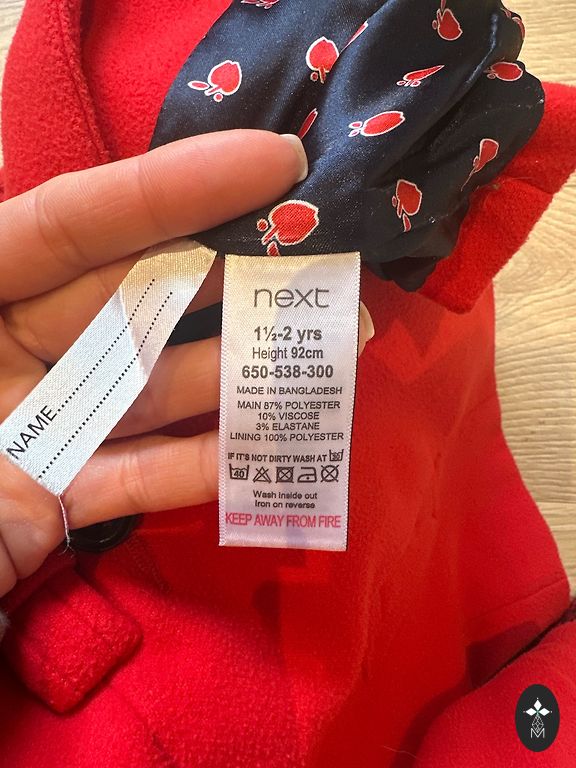 NAME
next
1½-2 yrs
Height 92cm
650-538-300
MADE IN BANGLADESH
MAIN 87% POLYESTER
10% VISCOSE
3% ELASTANE
LINING 100% POLYESTER
IF IT'S NOT DIRTY WASH AT 30
40
Wash inside out
Iron on reverse
KEEP AWAY FROM FIRE
M